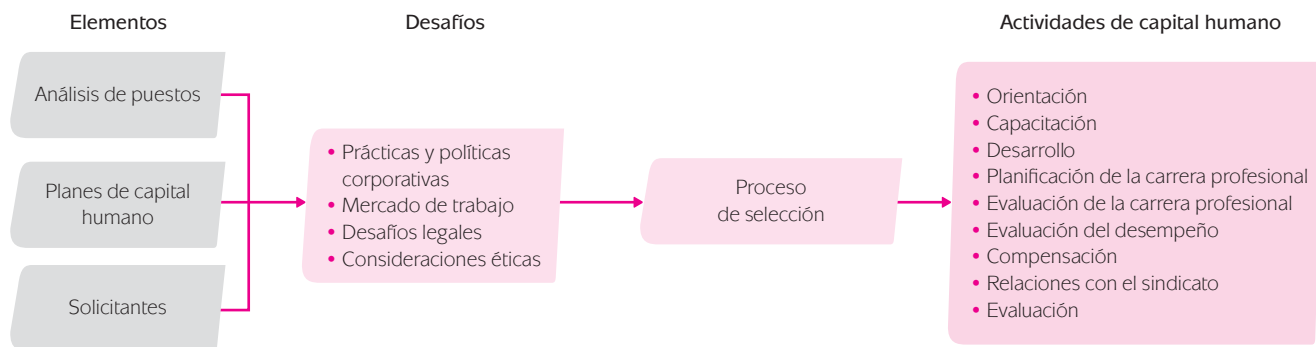 Elementos
Desafíos
Actividades de capital humano
Análisis de puestos
Planes de capital
humano
Solicitantes
• Prácticas y políticas
corporativas
• Mercado de trabajo
• Desafíos legales
• Consideraciones éticas
Proceso
de selección
• Orientación
• Capacitación
• Desarrollo
• Planificación de la carrera profesional
• Evaluación de la carrera profesional
• Evaluación del desempeño
• Compensación
• Relaciones con el sindicato
• Evaluación